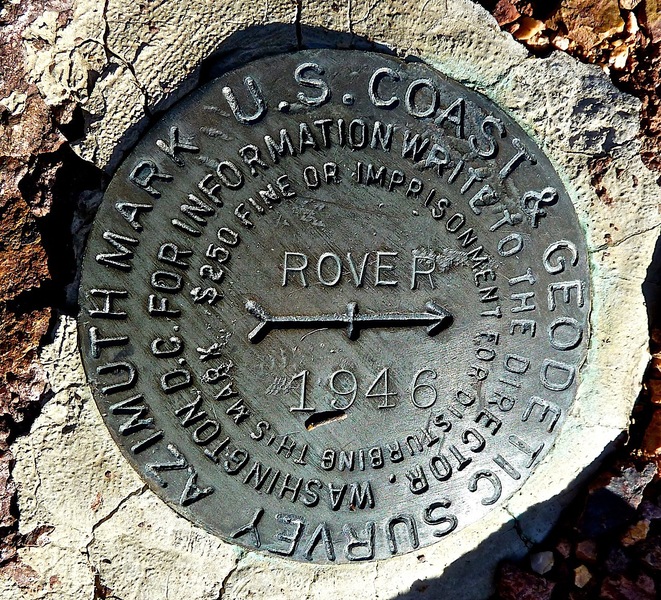 U.S. COAST & GEODETIC SURVEY
AZIMUTH MARK
FOR INFORMATION WRITE TO THE DIRECTOR, WASHINGTON, D.C.
$250 FINE OR IMPRISONMENT FOR DISTURBING THIS MARK
ROVER
1946